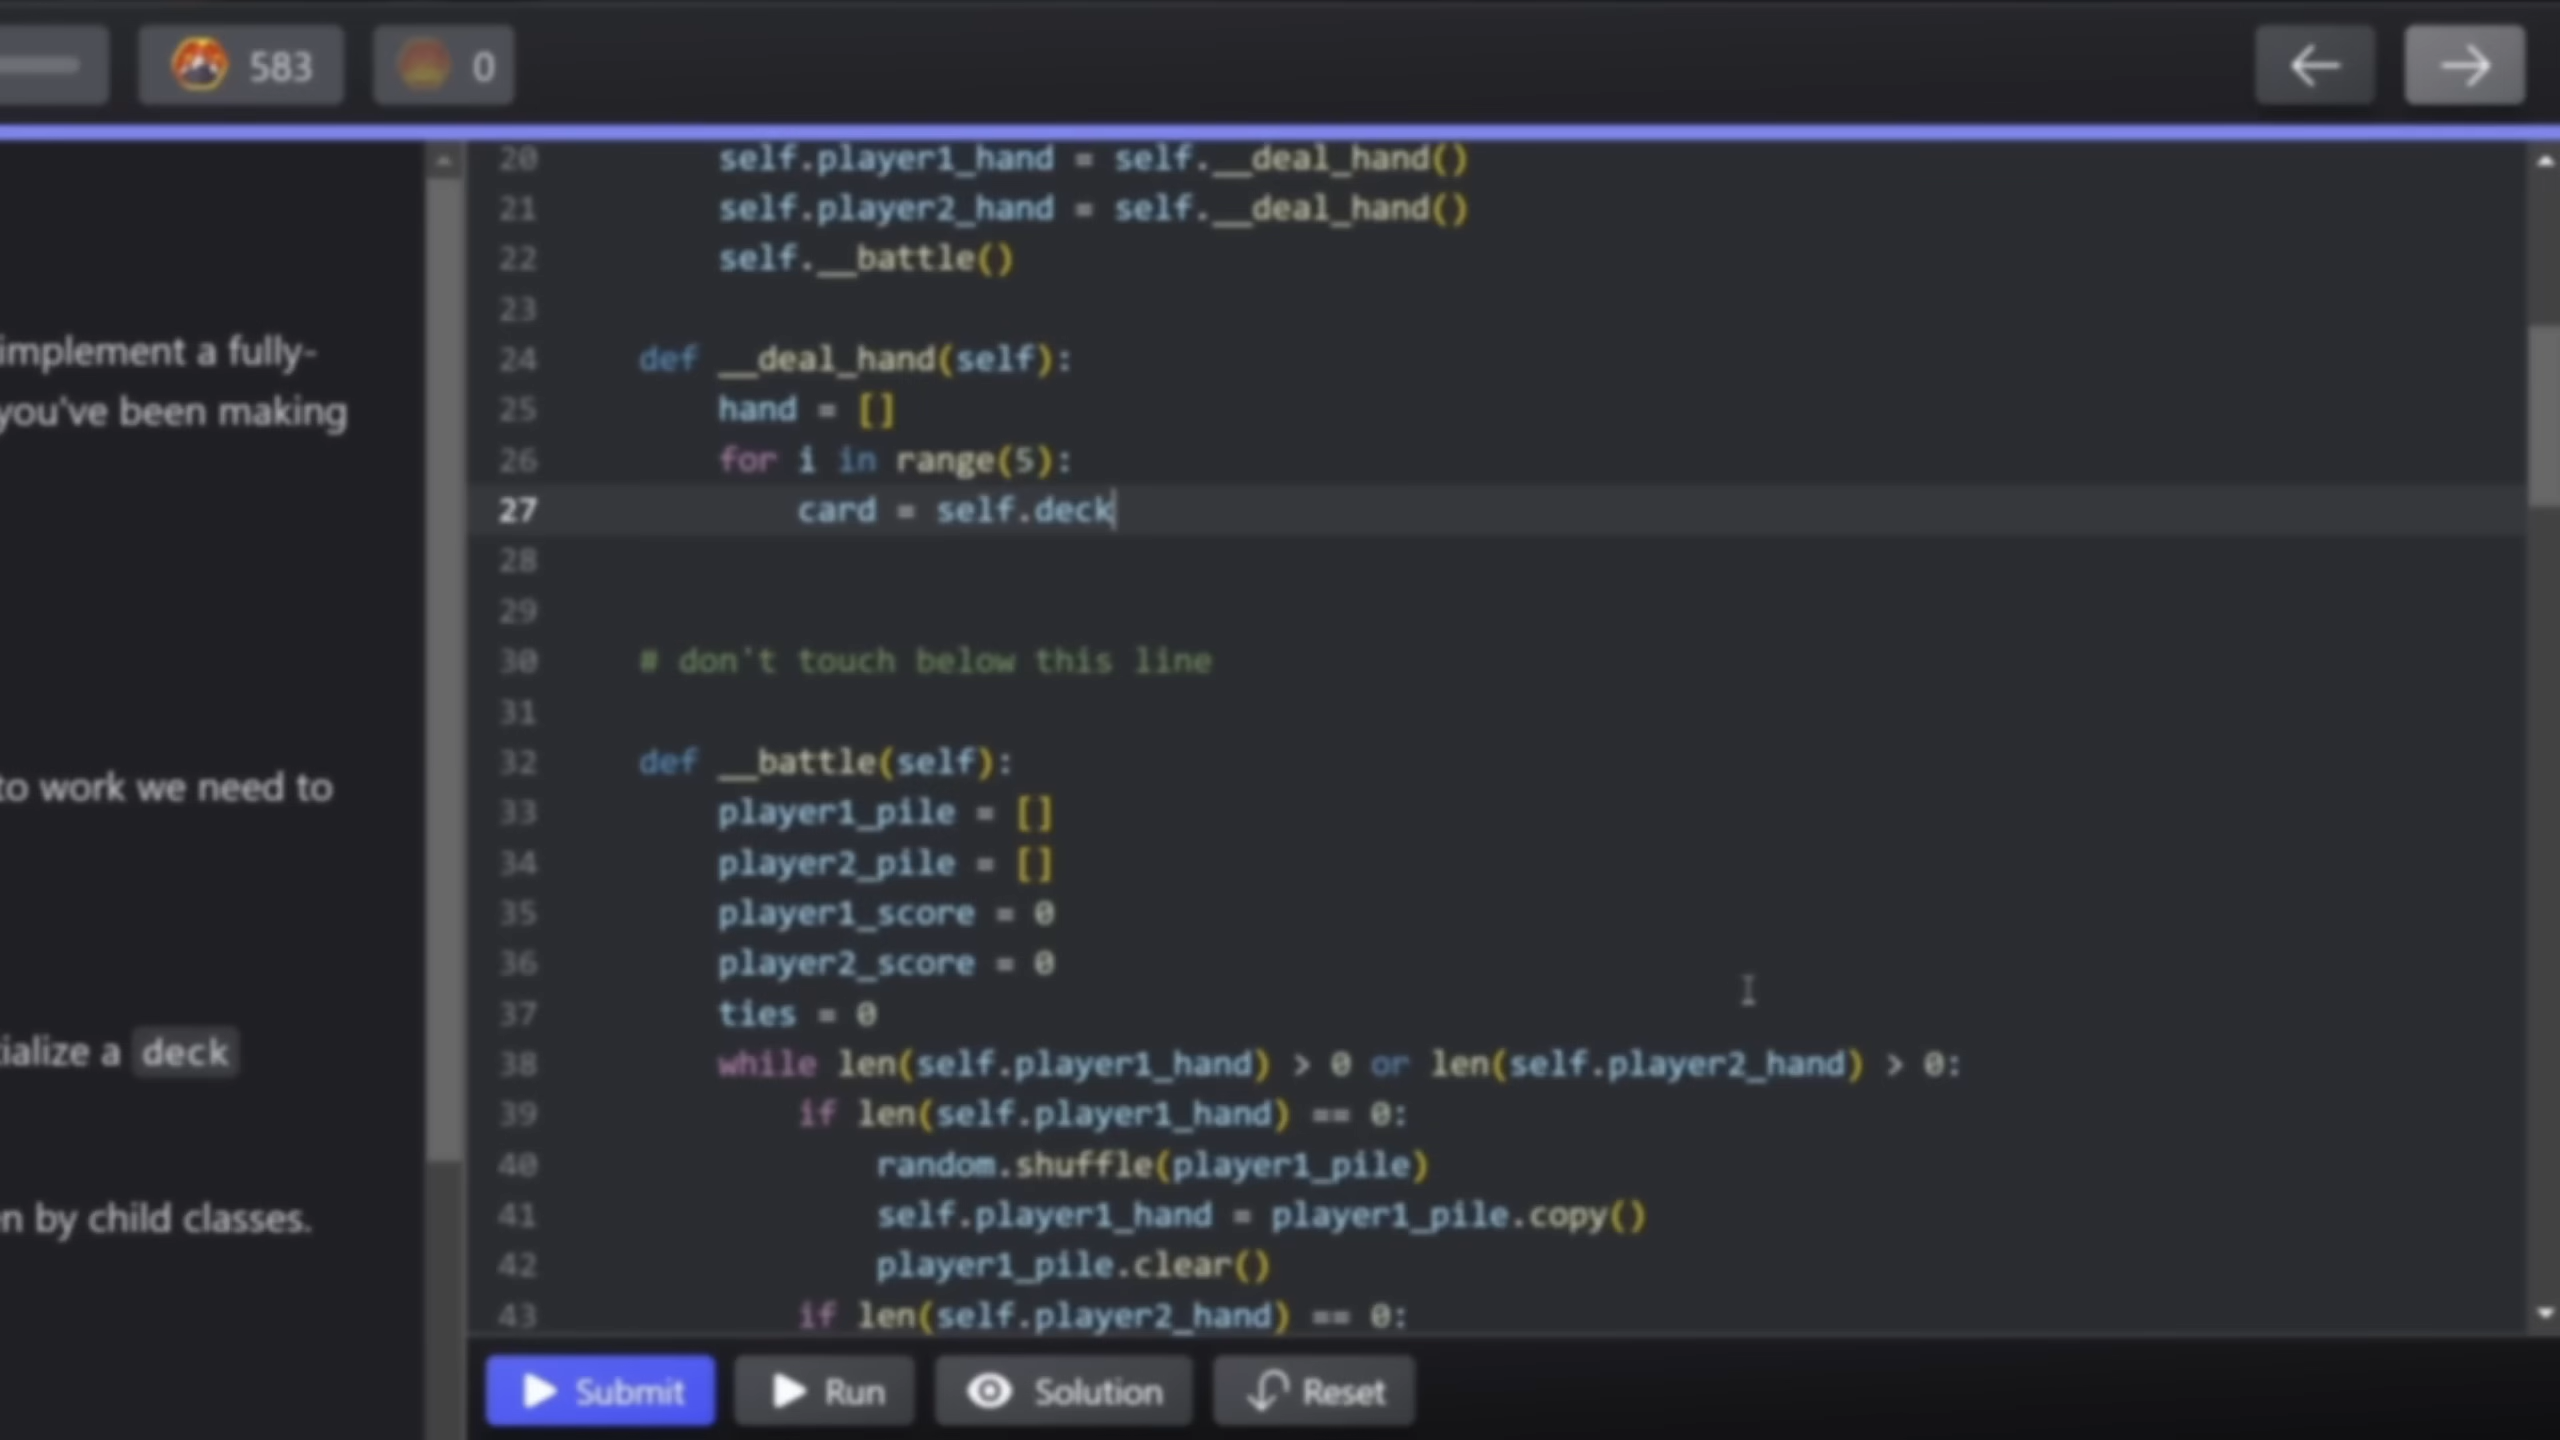 583
0
implement a fully-
you've been making
to work we need to
ialize a deck
n by child classes.
20 self.player1_hand = self.__deal_hand()
21 self.player2_hand = self.__deal_hand()
22 self.__battle()
23
24 def __deal_hand(self):
25 hand = []
26 for i in range(5):
27 card = self.deck
28
29
30 # don't touch below this line
31
32 def __battle(self):
33 player1_pile = []
34 player2_pile = []
35 player1_score = 0
36 player2_score = 0
37 ties = 0
38 while len(self.player1_hand) > 0 or len(self.player2_hand) > 0:
39 if len(self.player1_hand) == 0:
40 random.shuffle(player1_pile)
41 self.player1_hand = player1_pile.copy()
42 player1_pile.clear()
43 if len(self.player2_hand) == 0:
Submit
Run
Solution
Reset